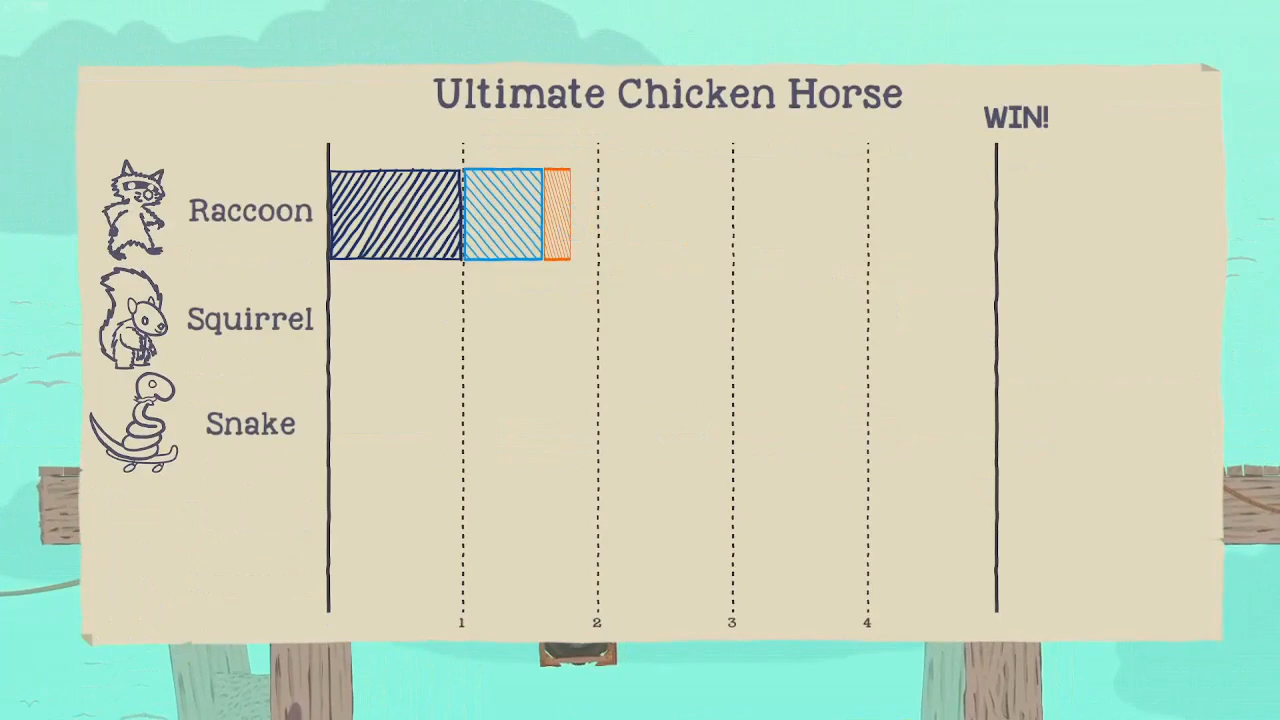 Ultimate Chicken Horse
WIN!
Raccoon
Squirrel
Snake
1 2 3 4